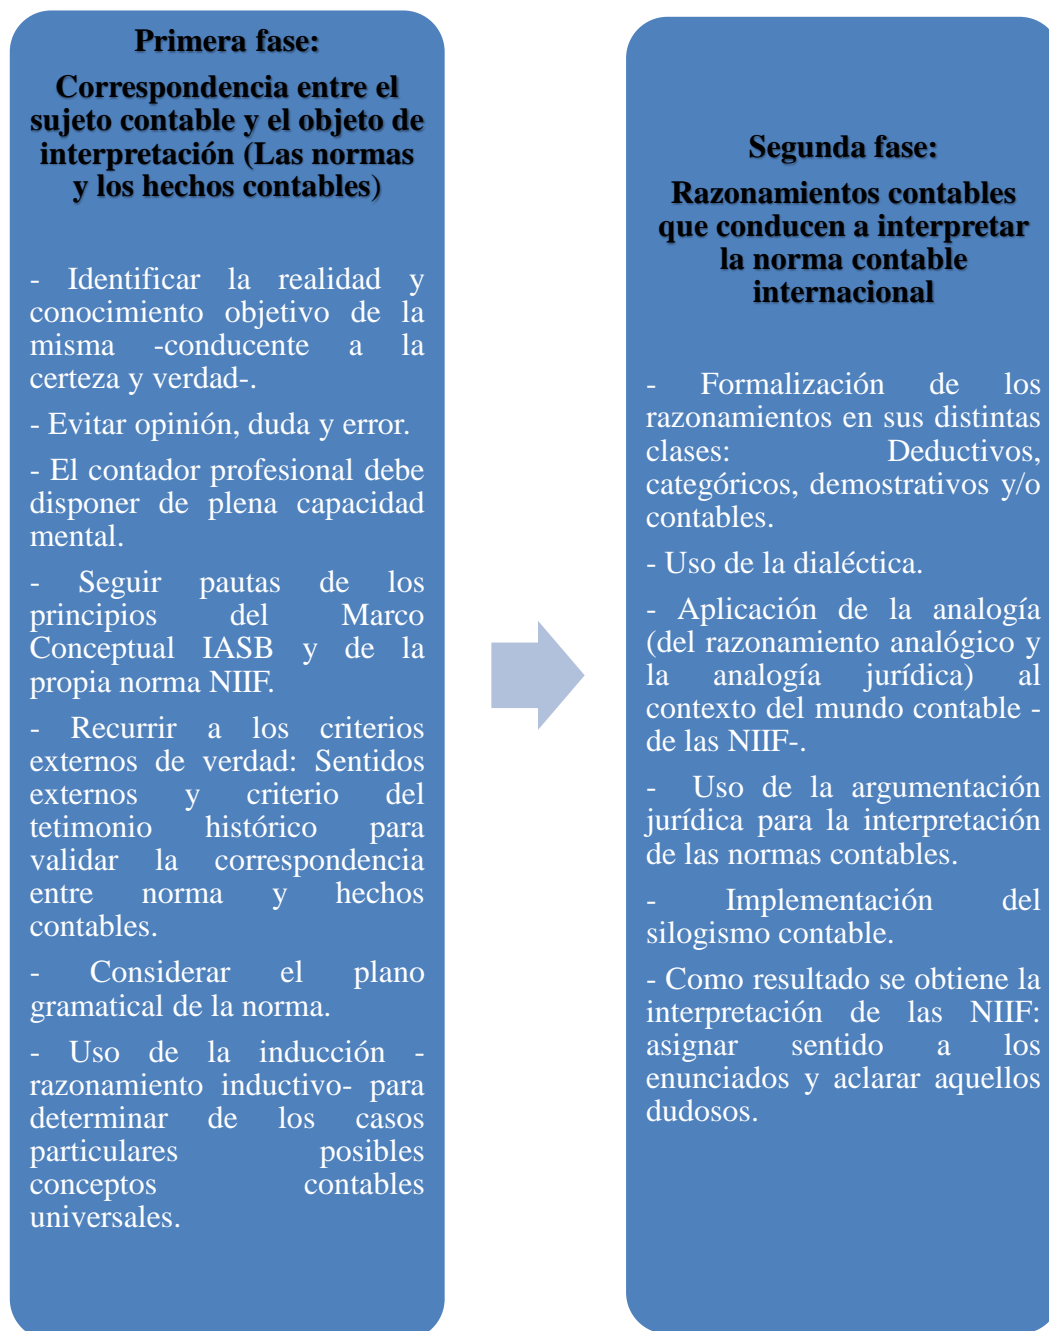 Primera fase:
Correspondencia entre el
sujeto contable y el objeto de
interpretación (Las normas
y los hechos contables)
- Identificar la realidad y
conocimiento objetivo de la
misma -conducente a la
certeza y verdad-.
- Evitar opinión, duda y error.
- El contador profesional debe
disponer de plena capacidad
mental.
- Seguir pautas de los
principios del Marco
Conceptual IASB y de la
propia norma NIIF.
- Recurrir a los criterios
externos de verdad: Sentidos
externos y criterio del
tetimonio histórico para
validar la correspondencia
entre norma y hechos
contables.
- Considerar el plano
gramatical de la norma.
- Uso de la inducción -
razonamiento inductivo- para
determinar de los casos
particulares posibles
conceptos contables
universales.
Segunda fase:
Razonamientos contables
que conducen a interpretar
la norma contable
internacional
- Formalización de los
razonamientos en sus distintas
clases: Deductivos,
categóricos, demostrativos y/o
contables.
- Uso de la dialéctica.
- Aplicación de la analogía
(del razonamiento analógico y
la analogía jurídica) al
contexto del mundo contable -
de las NIIF-.
- Uso de la argumentación
jurídica para la interpretación
de las normas contables.
- Implementación del
silogismo contable.
- Como resultado se obtiene la
interpretación de las NIIF:
asignar sentido a los
enunciados y aclarar aquellos
dudosos.